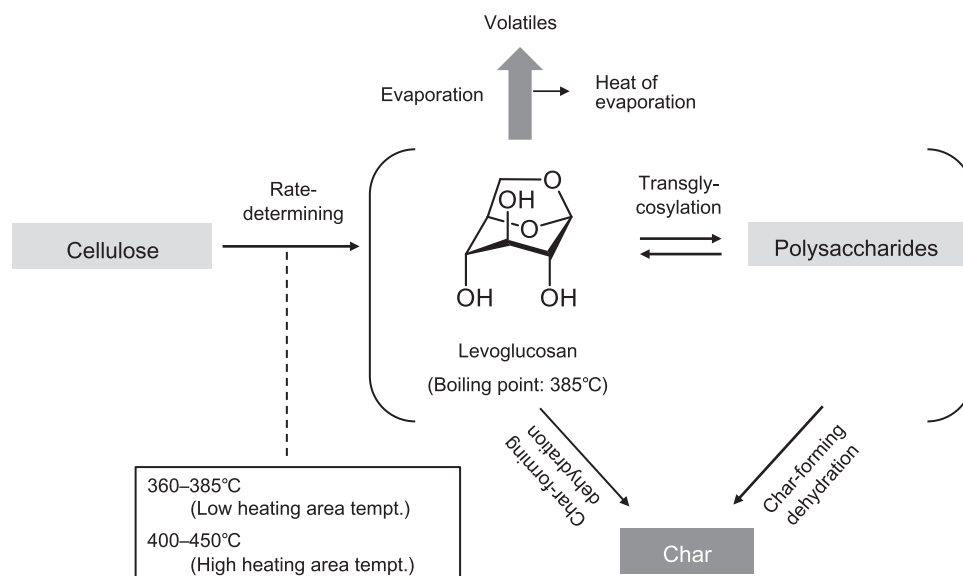 Volatiles
Evaporation
Heat of
evaporation
Rate-
determining
Cellulose
O
OH
O
OH
OH
Transgly-
cosylation
Polysaccharides
Levoglucosan
(Boiling point: 385℃)
Char-forming
dehydration
Char-forming
dehydration
360–385℃
(Low heating area tempt.)
400–450℃
(High heating area tempt.)
Char